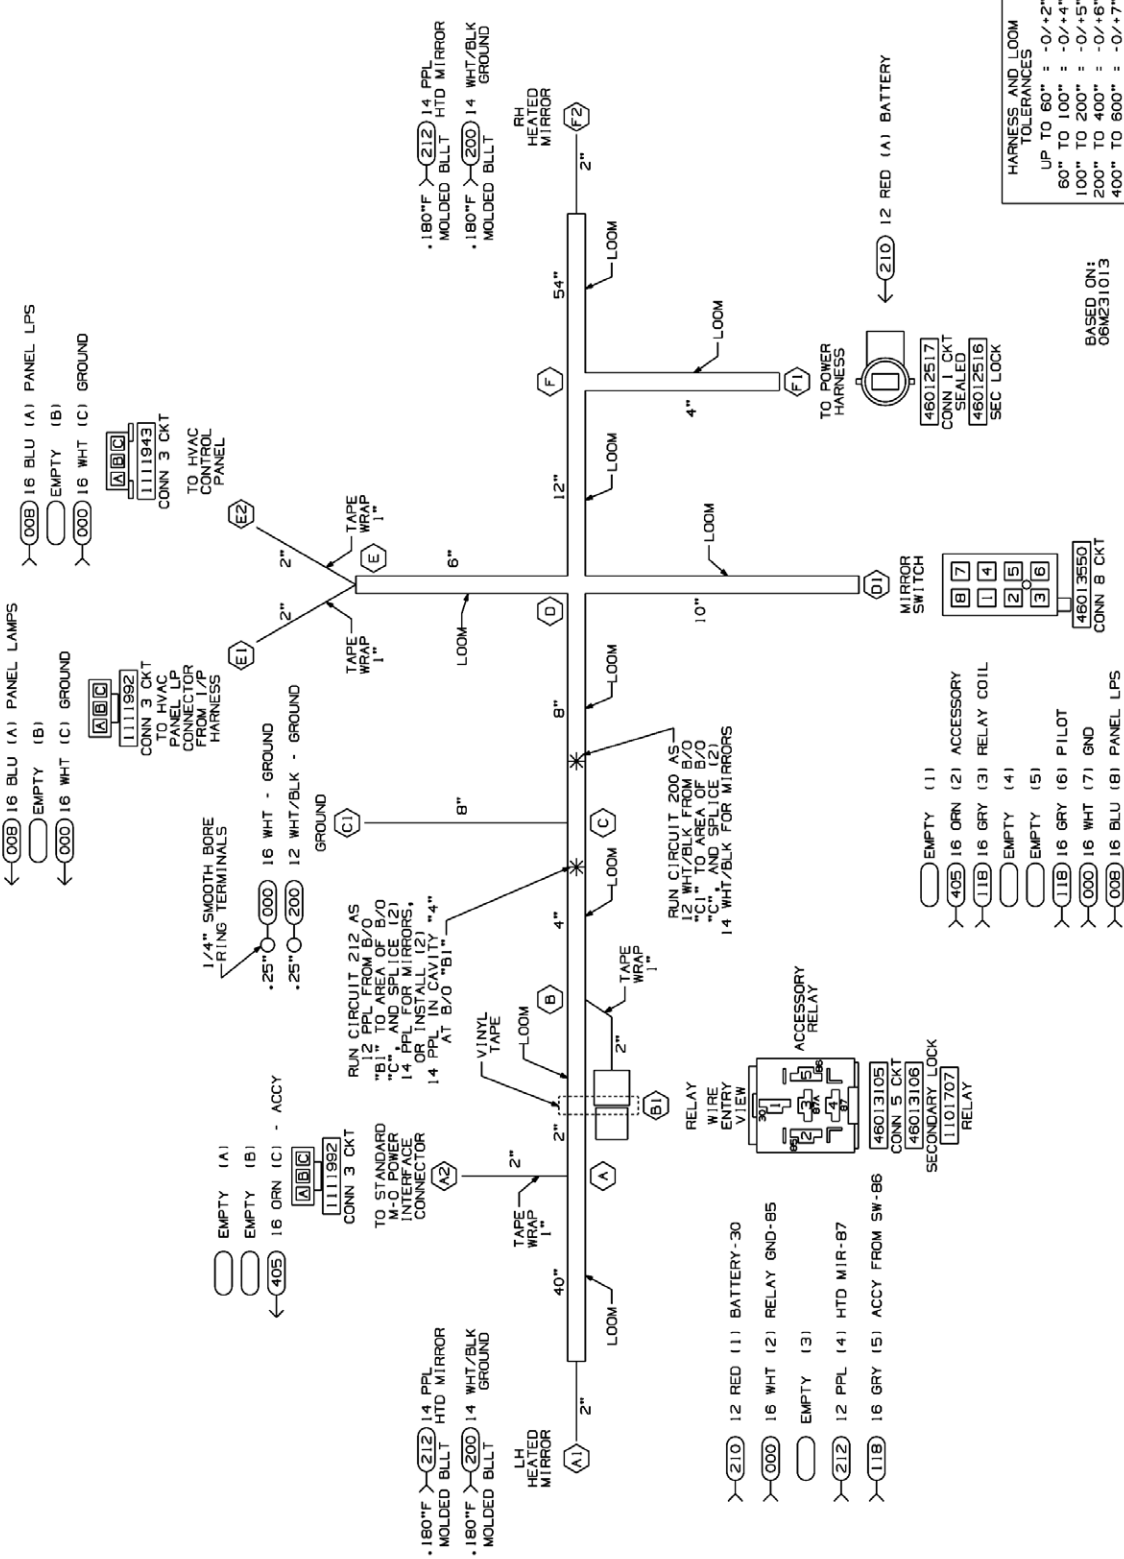 .180"F 212 14 PPL
MOLDED BLLT HTD MIRROR
.180"F 200 14 WHT/BLK
MOLDED BLLT GROUND
LH
HEATED
MIRROR
A1
2"
LOOM
40"
EMPTY (A)
EMPTY (B)
405 16 ORN (C) - ACCY
A B C
1111992
CONN 3 CKT
TO STANDARD
M-O POWER
INTERFACE
CONNECTOR
A2
2"
TAPE
WRAP
1"
A
2"
VINYL
TAPE
LOOM
B
B1
2"
TAPE
WRAP
1"
4"
LOOM
RUN CIRCUIT 212 AS
12 PPL FROM B/O
"B1" TO AREA OF B/O
"C", AND SPLICE (2)
14 PPL FOR MIRRORS,
OR INSTALL (2)
14 PPL IN CAVITY "4"
AT B/O "B1"
1/4" SMOOTH BORE
RING TERMINALS
.25" 000 16 WHT - GROUND
.25" 200 12 WHT/BLK - GROUND
GROUND
C1
8"
C
RUN CIRCUIT 200 AS
12 WHT/BLK FROM B/O
"C1" TO AREA OF B/O
"C", AND SPLICE (2)
14 WHT/BLK FOR MIRRORS
8"
LOOM
008 16 BLU (A) PANEL LAMPS
EMPTY (B)
000 16 WHT (C) GROUND
A B C
1111992
CONN 3 CKT
TO HVAC
PANEL LP
CONNECTOR
FROM I/P
HARNESS
E1
2"
TAPE
WRAP
1"
008 16 BLU (A) PANEL LPS
EMPTY (B)
000 16 WHT (C) GROUND
A B C
1111943
CONN 3 CKT
TO HVAC
CONTROL
PANEL
E2
2"
TAPE
WRAP
1"
E
6"
LOOM
D
10"
LOOM
D1
MIRROR
SWITCH
8 7
1 4
2 5
3 6
46013550
CONN 8 CKT
EMPTY (1)
405 16 ORN (2) ACCESSORY
118 16 GRY (3) RELAY COIL
EMPTY (4)
EMPTY (5)
118 16 GRY (6) PILOT
000 16 WHT (7) GND
008 16 BLU (8) PANEL LPS
12"
LOOM
F
4"
LOOM
F1
TO POWER
HARNESS
46012517
CONN 1 CKT
SEALED
46012516
SEC LOCK
210 12 RED (A) BATTERY
54"
LOOM
2"
RH
HEATED
MIRROR
F2
.180"F 212 14 PPL
MOLDED BLLT HTD MIRROR
.180"F 200 14 WHT/BLK
MOLDED BLLT GROUND
210 12 RED (1) BATTERY-30
000 16 WHT (2) RELAY GND-85
EMPTY (3)
212 12 PPL (4) HTD MIR-87
118 16 GRY (5) ACCY FROM SW-86
RELAY
WIRE
ENTRY
VIEW
30
1
85 2
3
87A
5 86
4
87
ACCESSORY
RELAY
46013105
CONN 5 CKT
46013106
SECONDARY LOCK
1101707
RELAY
BASED ON:
06M231013
HARNESS AND LOOM
TOLERANCES
UP TO 60" = -0/+2"
60" TO 100" = -0/+4"
100" TO 200" = -0/+5"
200" TO 400" = -0/+6"
400" TO 600" = -0/+7"